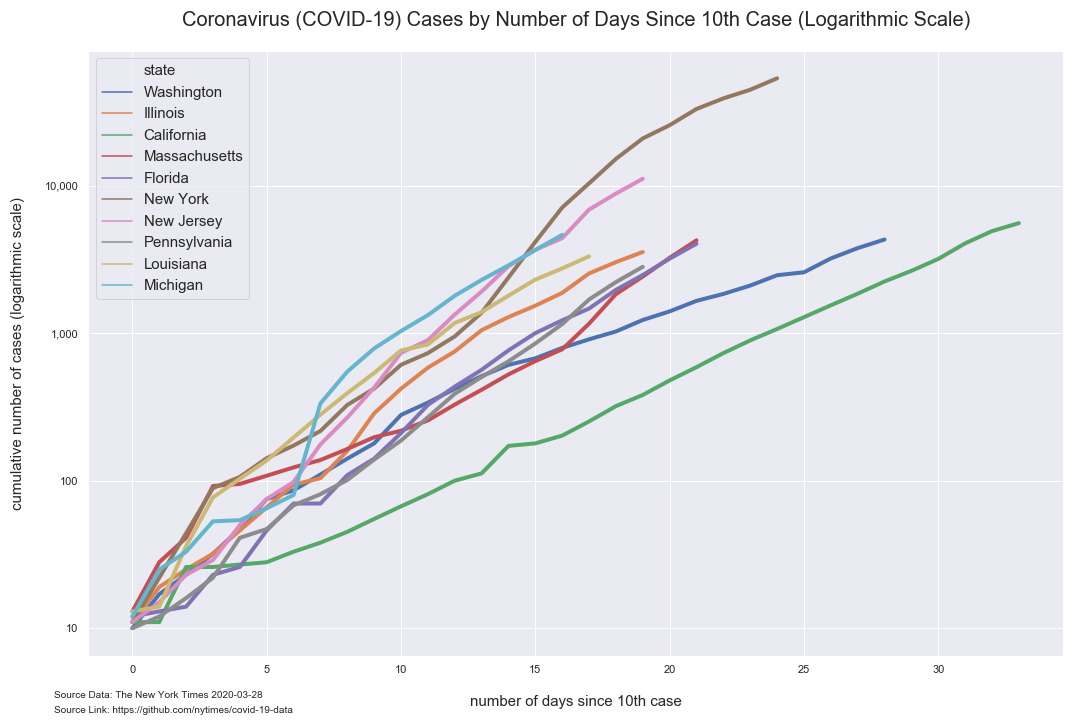 Coronavirus (COVID-19) Cases by Number of Days Since 10th Case (Logarithmic Scale)
state
Washington
Illinois
California
Massachusetts
Florida
New York
New Jersey
Pennsylvania
Louisiana
Michigan
cumulative number of cases (logarithmic scale)
10,000
1,000
100
10
0 5 10 15 20 25 30
number of days since 10th case
Source Data: The New York Times 2020-03-28
Source Link: https://github.com/nytimes/covid-19-data